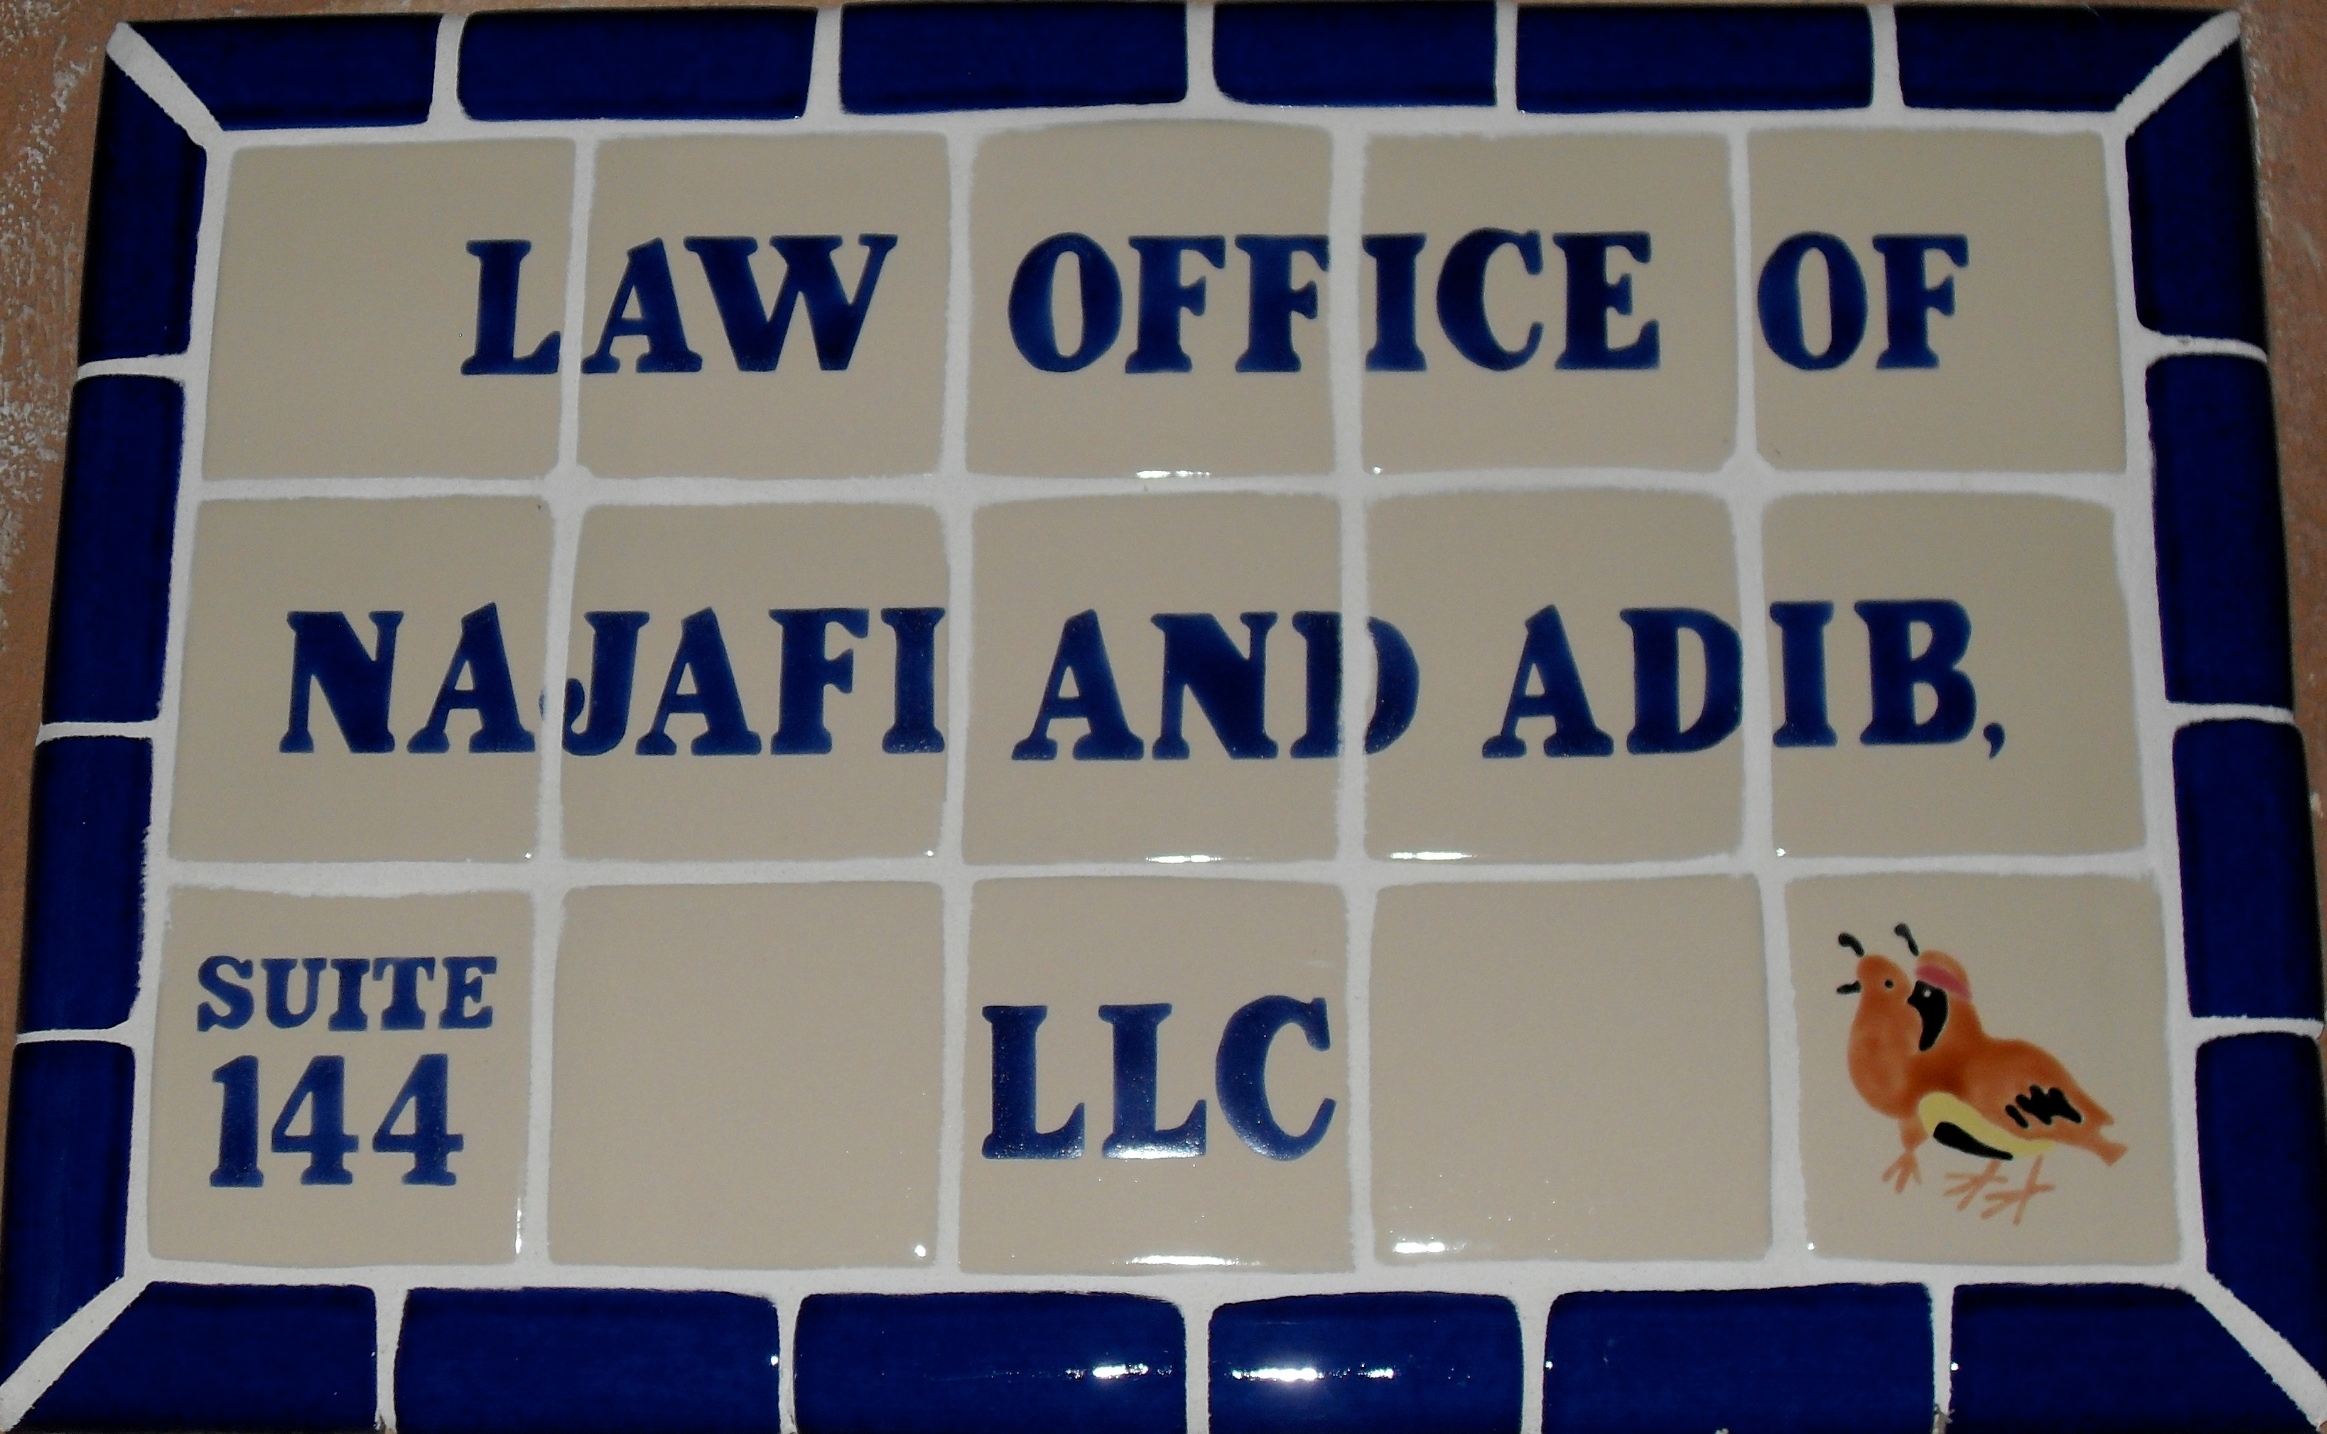 LAW OFFICE OF
NAJAFI AND ADIB,
LLC
SUITE
144